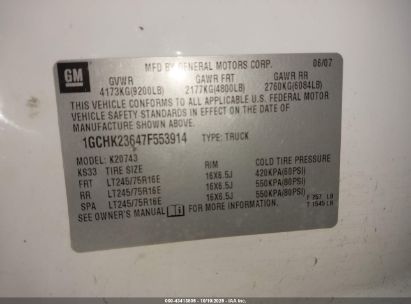 MFD BY GENERAL MOTORS CORP. 06/07
GM
GVWR GAWR FRT GAWR RR
4173KG(9200LB) 2177KG(4800LB) 2760KG(6084LB)
THIS VEHICLE CONFORMS TO ALL APPLICABLE U.S. FEDERAL MOTOR
VEHICLE SAFETY STANDARDS IN EFFECT ON THE DATE OF
MANUFACTURE SHOWN ABOVE.
1GCHK23647F553914 TYPE: TRUCK
MODEL: K20743
KS33 TIRE SIZE RIM COLD TIRE PRESSURE
FRT LT245/75R16E 16X6.5J 420KPA(60PSI)
RR LT245/75R16E 16X6.5J 550KPA(80PSI)
SPA LT245/75R16E 16X6.5J 550KPA(80PSI)
SEE OWNER'S MANUAL FOR MORE INFORMATION.
F 757 LB
T 1545 LB